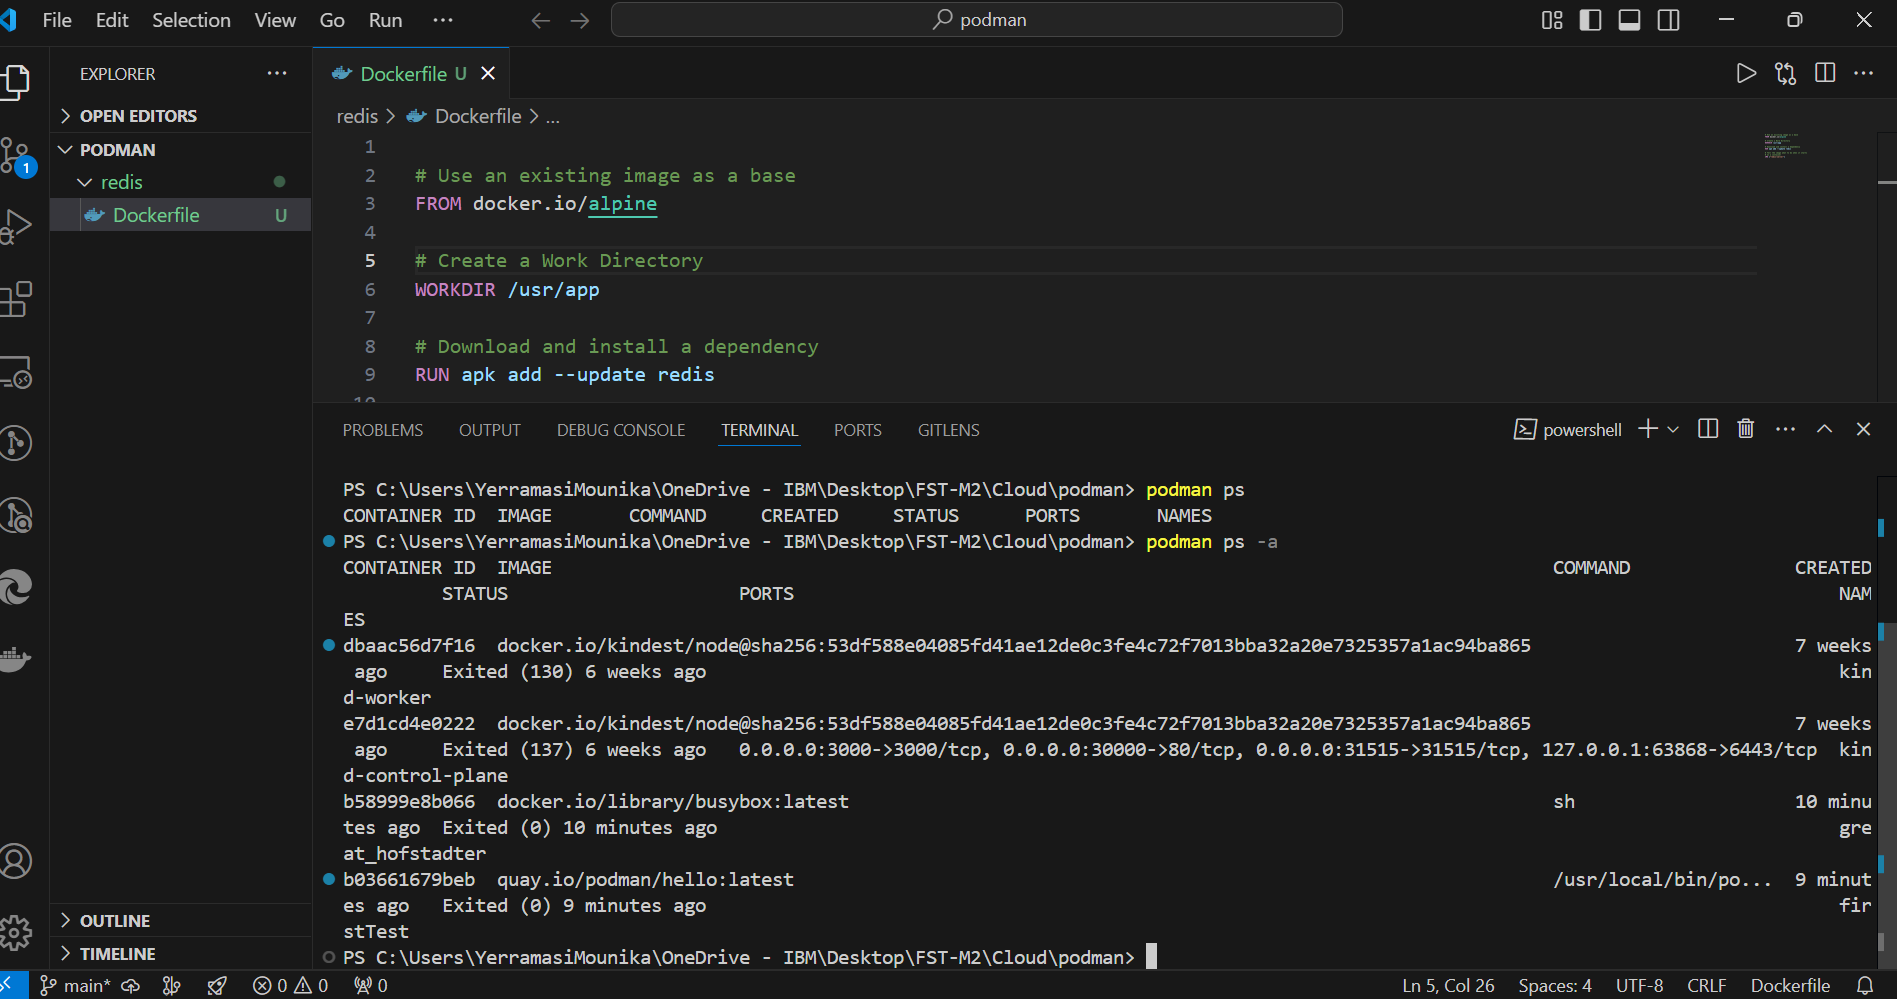 File Edit Selection View Go Run ··· podman
EXPLORER ···
OPEN EDITORS
PODMAN
redis
Dockerfile U
1
Dockerfile U
redis > Dockerfile > ...
1
2 # Use an existing image as a base
3 FROM docker.io/alpine
4
5 # Create a Work Directory
6 WORKDIR /usr/app
7
8 # Download and install a dependency
9 RUN apk add --update redis
10
PROBLEMS OUTPUT DEBUG CONSOLE TERMINAL PORTS GITLENS powershell
PS C:\Users\YerramasiMounika\OneDrive - IBM\Desktop\FST-M2\Cloud\podman> podman ps
CONTAINER ID IMAGE COMMAND CREATED STATUS PORTS NAMES
PS C:\Users\YerramasiMounika\OneDrive - IBM\Desktop\FST-M2\Cloud\podman> podman ps -a
CONTAINER ID IMAGE COMMAND CREATED
STATUS PORTS NAM
ES
dbaac56d7f16 docker.io/kindest/node@sha256:53df588e04085fd41ae12de0c3fe4c72f7013bba32a20e7325357a1ac94ba865 7 weeks
ago Exited (130) 6 weeks ago kin
d-worker
e7d1cd4e0222 docker.io/kindest/node@sha256:53df588e04085fd41ae12de0c3fe4c72f7013bba32a20e7325357a1ac94ba865 7 weeks
ago Exited (137) 6 weeks ago 0.0.0.0:3000->3000/tcp, 0.0.0.0:30000->80/tcp, 0.0.0.0:31515->31515/tcp, 127.0.0.1:63868->6443/tcp kin
d-control-plane
b58999e8b066 docker.io/library/busybox:latest sh 10 minu
tes ago Exited (0) 10 minutes ago gre
at_hofstadter
b03661679beb quay.io/podman/hello:latest /usr/local/bin/po... 9 minut
es ago Exited (0) 9 minutes ago fir
stTest
PS C:\Users\YerramasiMounika\OneDrive - IBM\Desktop\FST-M2\Cloud\podman>
OUTLINE
TIMELINE
main* 0 0 0 Ln 5, Col 26 Spaces: 4 UTF-8 CRLF Dockerfile